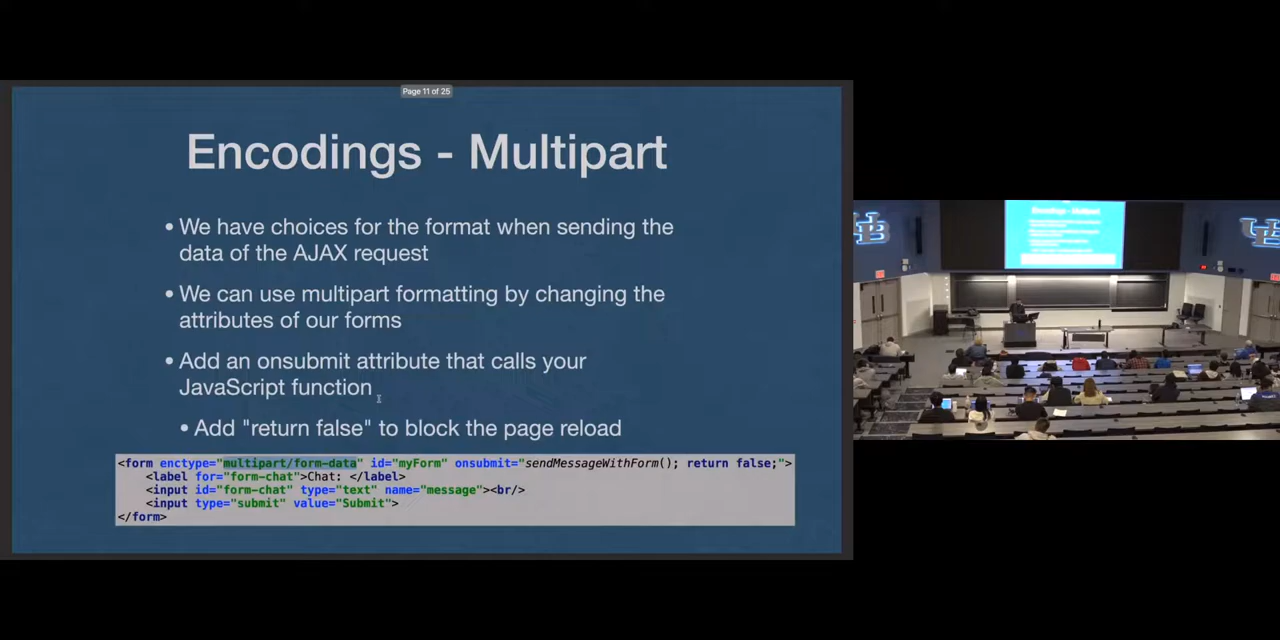 Page 11 of 25
Encodings - Multipart
• We have choices for the format when sending the
data of the AJAX request
• We can use multipart formatting by changing the
attributes of our forms
• Add an onsubmit attribute that calls your
JavaScript function
• Add "return false" to block the page reload
<form enctype="multipart/form-data" id="myForm" onsubmit="sendMessageWithForm(); return false;">
<label for="form-chat">Chat: </label>
<input id="form-chat" type="text" name="message"><br/>
<input type="submit" value="Submit">
</form>
Encodings - Multipart
UB